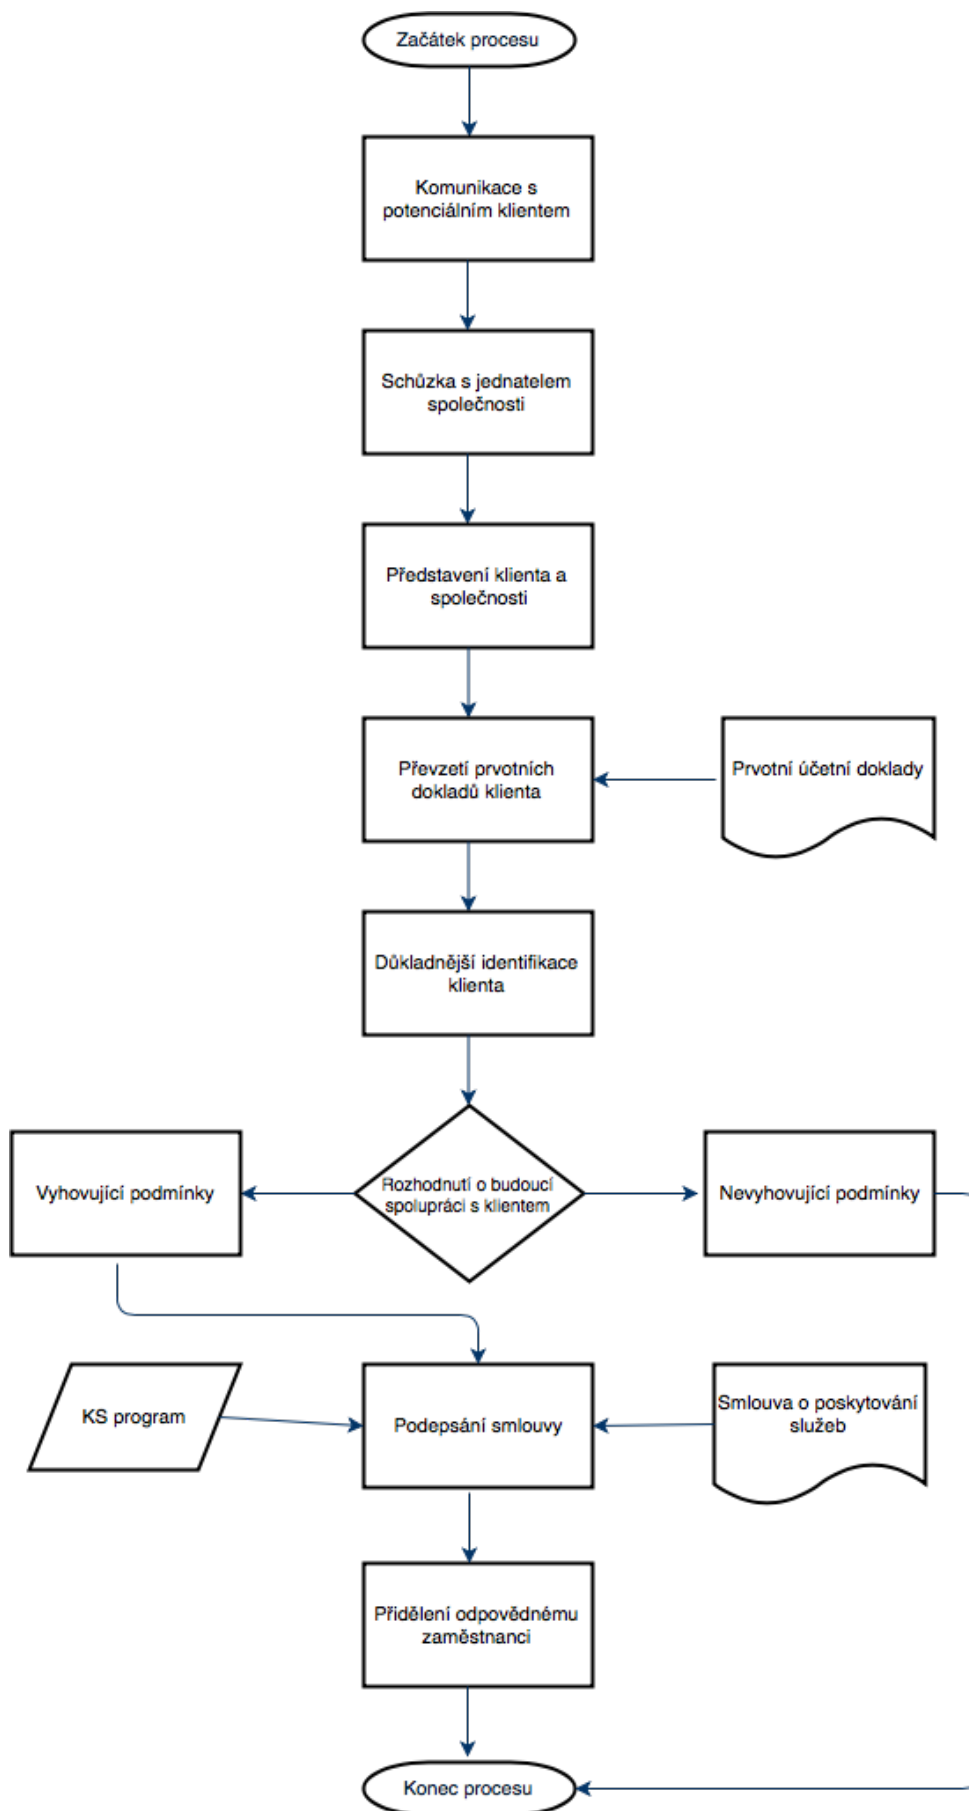 Začátek procesu
Komunikace s
potenciálním klientem
Schůzka s jednatelem
společnosti
Představení klienta a
společnosti
Převzetí prvotních
dokladů klienta
Prvotní účetní doklady
Důkladnější identifikace
klienta
Vyhovující podmínky
Rozhodnutí o budoucí
spolupráci s klientem
Nevyhovující podmínky
KS program
Podepsání smlouvy
Smlouva o poskytování
služeb
Přidělení odpovědnému
zaměstnanci
Konec procesu